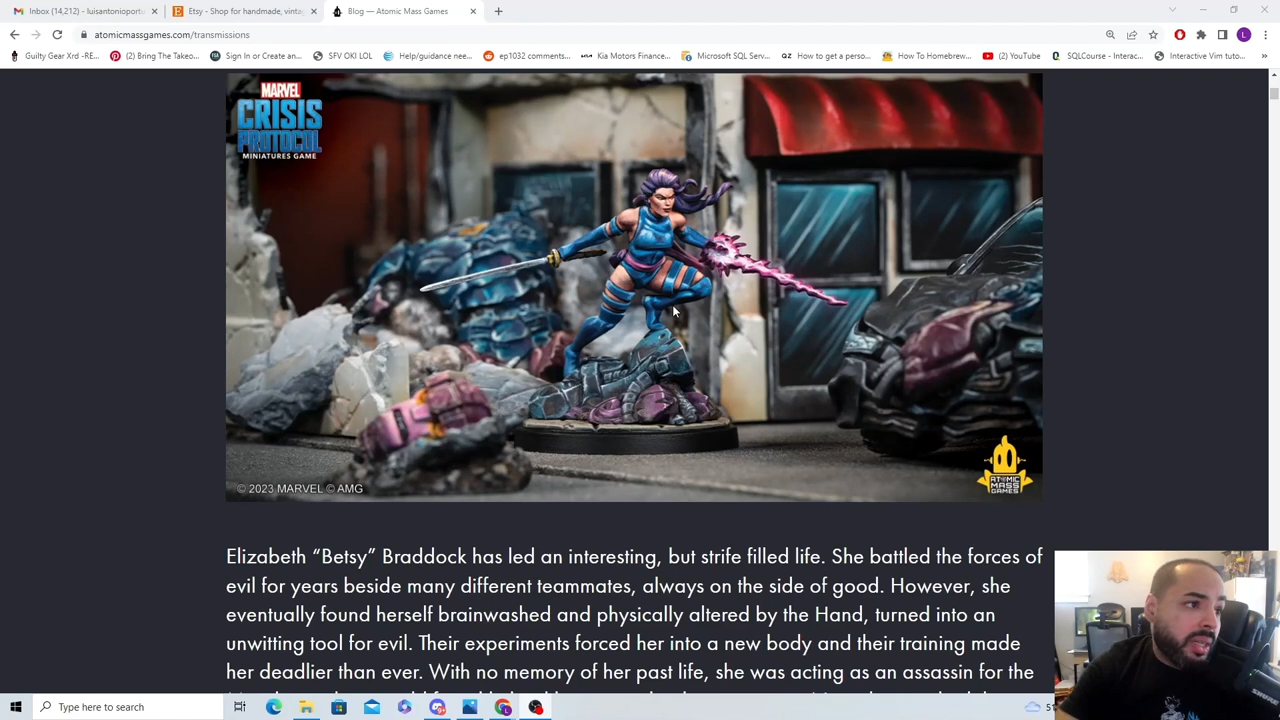 Inbox (14,212) - luisantonioportu
Etsy - Shop for handmade, vinta
Blog — Atomic Mass Games
atomicmassgames.com/transmissions
L
Guilty Gear Xrd -RE...
(2) Bring The Takeo...
Sign In or Create an...
SFV OKI LOL
Help/guidance nee...
ep1032 comments...
Kia Motors Finance...
Microsoft SQL Serv...
QZ
How to get a perso...
How To Homebrew...
(2) YouTube
SQLCourse - Interac...
Interactive Vim tuto...
MARVEL
CRISIS
PROTOCOL
MINIATURES GAME
© 2023 MARVEL © AMG
ATOMIC
MASS
GAMES
Elizabeth “Betsy” Braddock has led an interesting, but strife filled life. She battled the forces of
evil for years beside many different teammates, always on the side of good. However, she
eventually found herself brainwashed and physically altered by the Hand, turned into an
unwitting tool for evil. Their experiments forced her into a new body and their training made
her deadlier than ever. With no memory of her past life, she was acting as an assassin for the
Type here to search